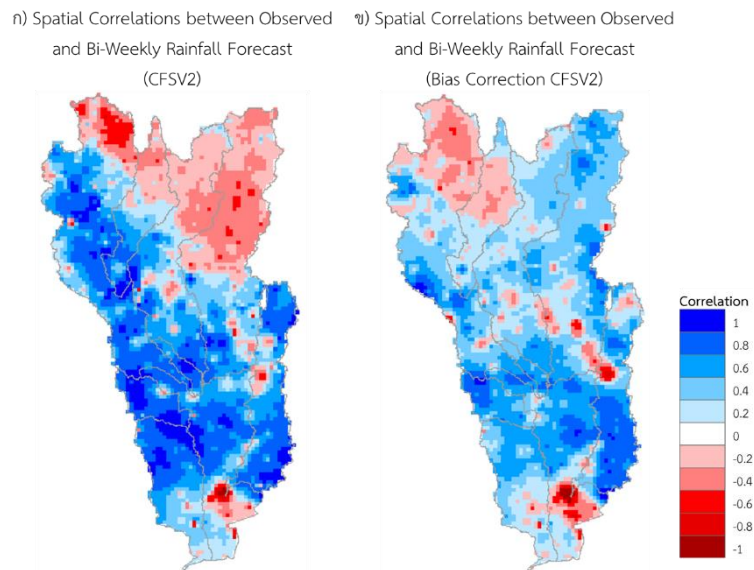 ก) Spatial Correlations between Observed
and Bi-Weekly Rainfall Forecast
(CFSV2)
ข) Spatial Correlations between Observed
and Bi-Weekly Rainfall Forecast
(Bias Correction CFSV2)
Correlation
1
0.8
0.6
0.4
0.2
0
-0.2
-0.4
-0.6
-0.8
-1